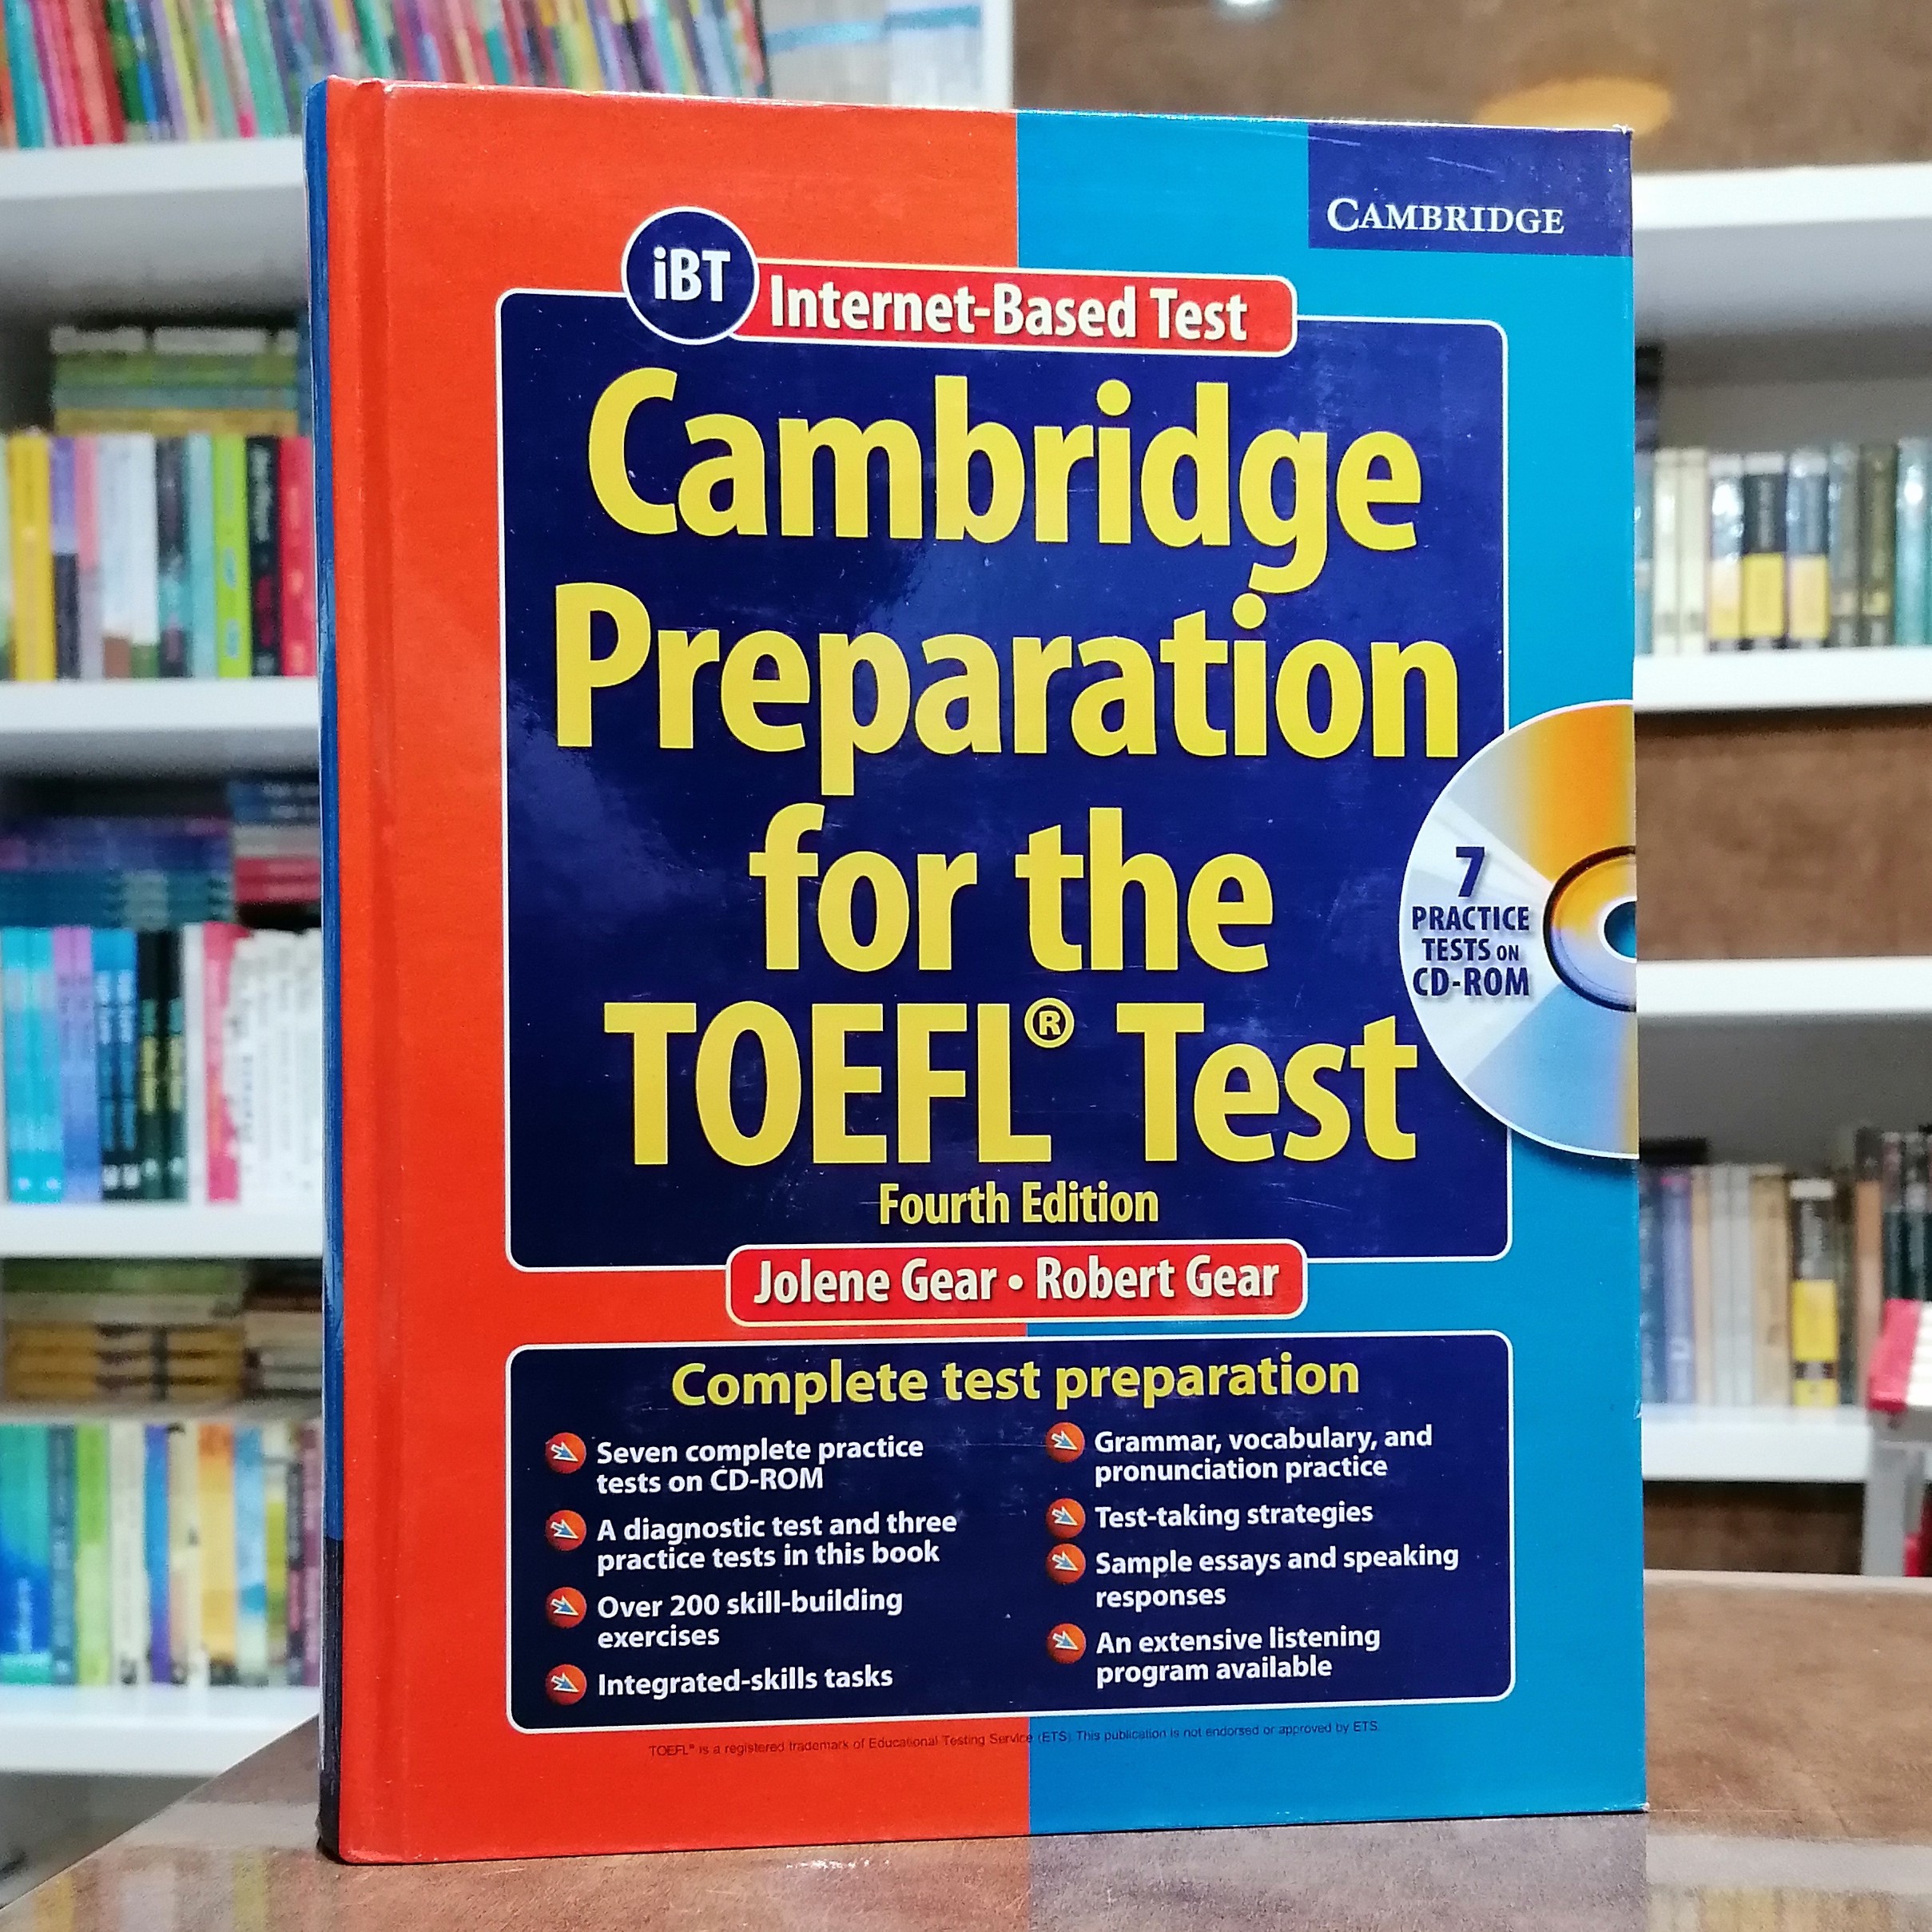 CAMBRIDGE
iBT
Internet-Based Test
Cambridge
Preparation
for the
TOEFL® Test
Fourth Edition
7
PRACTICE
TESTS ON
CD-ROM
Jolene Gear • Robert Gear
Complete test preparation
Seven complete practice
tests on CD-ROM
A diagnostic test and three
practice tests in this book
Over 200 skill-building
exercises
Integrated-skills tasks
Grammar, vocabulary, and
pronunciation practice
Test-taking strategies
Sample essays and speaking
responses
An extensive listening
program available
TOEFL® is a registered trademark of Educational Testing Service (ETS). This publication is not endorsed or approved by ETS.